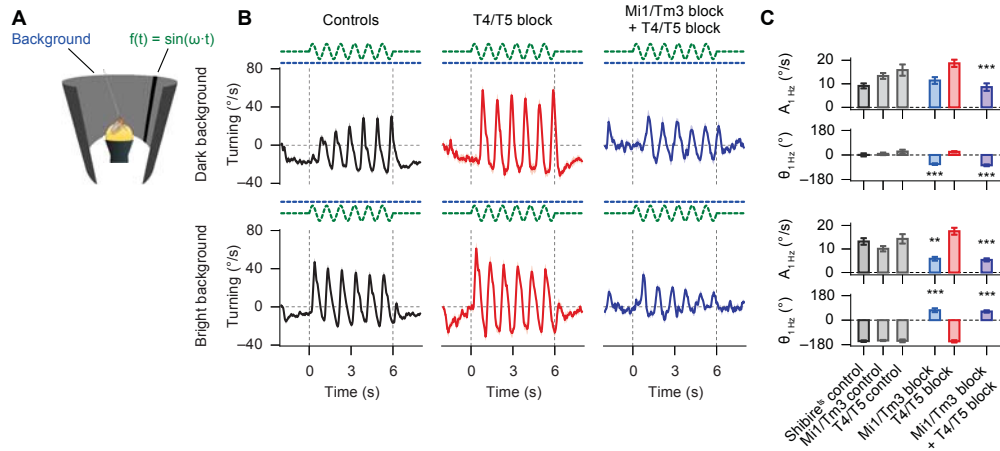 A
Background
f(t) = sin(ω·t)
B
Controls
T4/T5 block
Mi1/Tm3 block
+ T4/T5 block
Dark background
Turning (°/s)
80
40
0
−40
Bright background
Turning (°/s)
80
40
0
−40
0 3 6
0 3 6
0 3 6
Time (s)
Time (s)
Time (s)
C
A1 Hz (°/s)
20
10
0
***
θ1 Hz (°)
180
0
−180
***
***
A1 Hz (°/s)
20
10
0
**
***
θ1 Hz (°)
180
0
−180
***
***
Shibirets control
Mi1/Tm3 control
T4/T5 control
Mi1/Tm3 block
T4/T5 block
Mi1/Tm3 block
+ T4/T5 block